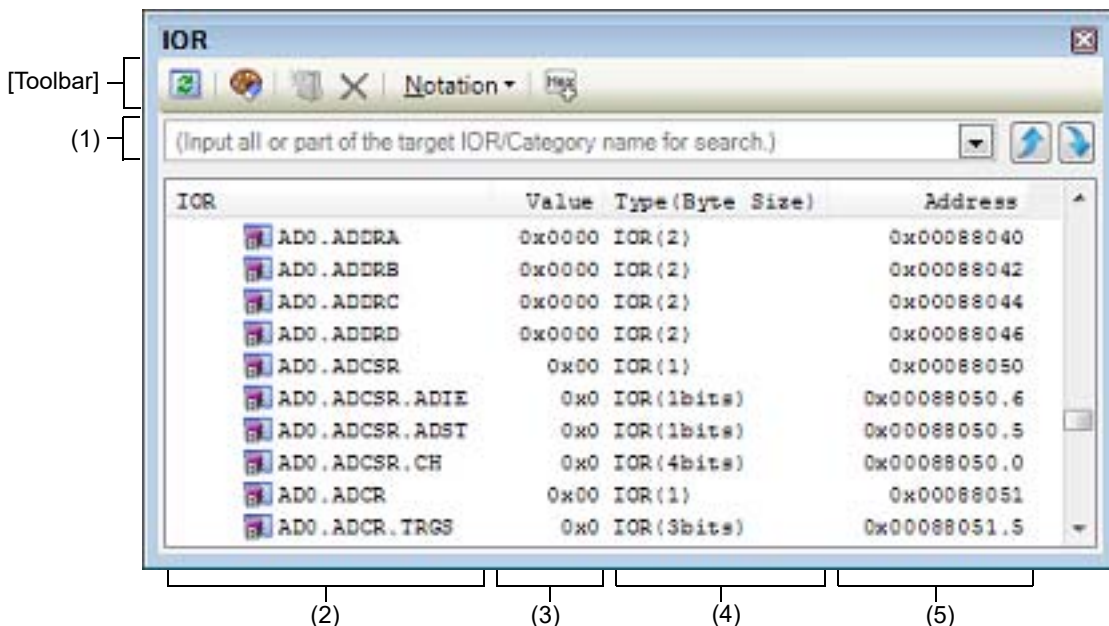 IOR
[Toolbar]
Notation
Hex
(1)
(Input all or part of the target IOR/Category name for search.)
IOR Value Type(Byte Size) Address
AD0.ADDRA 0x0000 IOR(2) 0x00088040
AD0.ADDRB 0x0000 IOR(2) 0x00088042
AD0.ADDRC 0x0000 IOR(2) 0x00088044
AD0.ADDRD 0x0000 IOR(2) 0x00088046
AD0.ADCSR 0x00 IOR(1) 0x00088050
AD0.ADCSR.ADIE 0x0 IOR(1bits) 0x00088050.6
AD0.ADCSR.ADST 0x0 IOR(1bits) 0x00088050.5
AD0.ADCSR.CH 0x0 IOR(4bits) 0x00088050.0
AD0.ADCR 0x00 IOR(1) 0x00088051
AD0.ADCR.TRGS 0x0 IOR(3bits) 0x00088051.5
(2) (3) (4) (5)